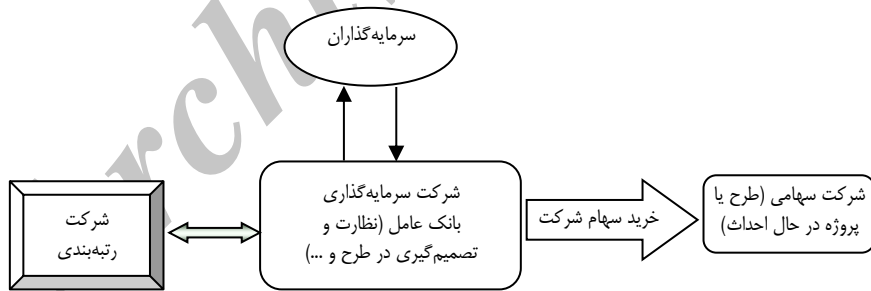 سرمایه‌گذاران
شرکت سهامی (طرح یا
پروژه در حال احداث)
خرید سهام شرکت
شرکت سرمایه‌گذاری
بانک عامل (نظارت و
تصمیم‌گیری در طرح و ...)
شرکت
رتبه‌بندی